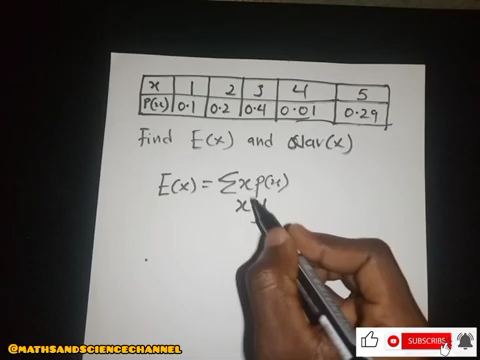 x 1 2 3 4 5
P(x) 0.1 0.2 0.4 0.01 0.29
Find E(x) and Var(x)
E(x) = ∑xp(x)
x
@MATHSANDSCIENCECHANNEL
SUBSCRIBE